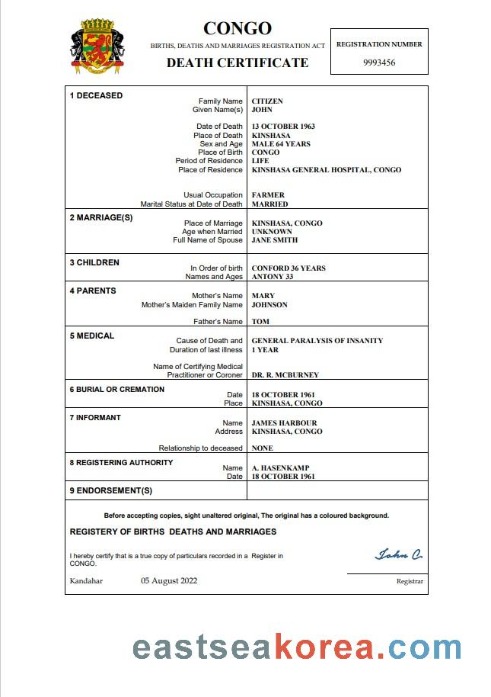 CONGO
BIRTHS, DEATHS AND MARRIAGES REGISTRATION ACT
DEATH CERTIFICATE
REGISTRATION NUMBER
9993456
1 DECEASED
Family Name CITIZEN
Given Name(s) JOHN
Date of Death 13 OCTOBER 1963
Place of Death KINSHASA
Sex and Age MALE 64 YEARS
Place of Birth CONGO
Period of Residence LIFE
Place of Residence KINSHASA GENERAL HOSPITAL, CONGO
Usual Occupation FARMER
Marital Status at Date of Death MARRIED
2 MARRIAGE(S)
Place of Marriage KINSHASA, CONGO
Age when Married UNKNOWN
Full Name of Spouse JANE SMITH
3 CHILDREN
In Order of birth CONFORD 36 YEARS
Names and Ages ANTONY 33
4 PARENTS
Mother's Name MARY
Mother's Maiden Family Name JOHNSON
Father's Name TOM
5 MEDICAL
Cause of Death and GENERAL PARALYSIS OF INSANITY
Duration of last illness 1 YEAR
Name of Certifying Medical
Practitioner or Coroner DR. R. MCBURNEY
6 BURIAL OR CREMATION
Date 18 OCTOBER 1961
Place KINSHASA, CONGO
7 INFORMANT
Name JAMES HARBOUR
Address KINSHASA, CONGO
Relationship to deceased NONE
8 REGISTERING AUTHORITY
Name A. HASENKAMP
Date 18 OCTOBER 1961
9 ENDORSEMENT(S)
Before accepting copies, sight unaltered original, The original has a coloured background.
REGISTERY OF BIRTHS DEATHS AND MARRIAGES
I hereby certify that is a true copy of particulars recorded in a Register in
CONGO.
John C.
Kandahar 05 August 2022 Registrar
eastseakorea.com